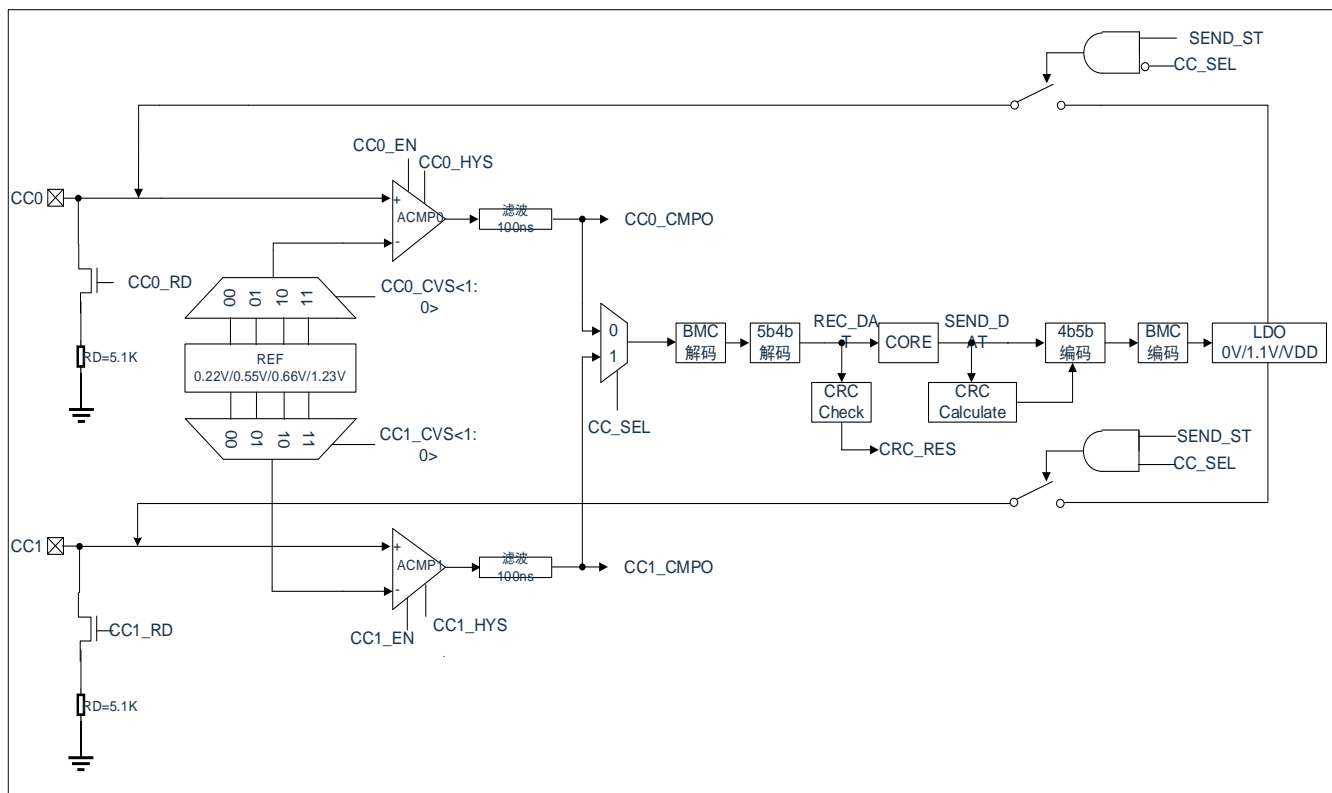 SEND_ST
CC_SEL
CC0_EN
CC0_HYS
CC0
+
ACMP0
-
滤波
100ns
CC0_CMPO
CC0_RD
00
01
10
11
CC0_CVS<1:
0>
RD=5.1K
REF
0.22V/0.55V/0.66V/1.23V
00
01
10
11
CC1_CVS<1:
0>
0
1
CC_SEL
BMC
解码
5b4b
解码
REC_DA
T
CORE
SEND_D
AT
4b5b
编码
BMC
编码
LDO
0V/1.1V/VDD
CRC
Check
CRC
Calculate
CRC_RES
SEND_ST
CC_SEL
CC1
+
ACMP1
-
滤波
100ns
CC1_CMPO
CC1_RD
CC1_EN
CC1_HYS
RD=5.1K